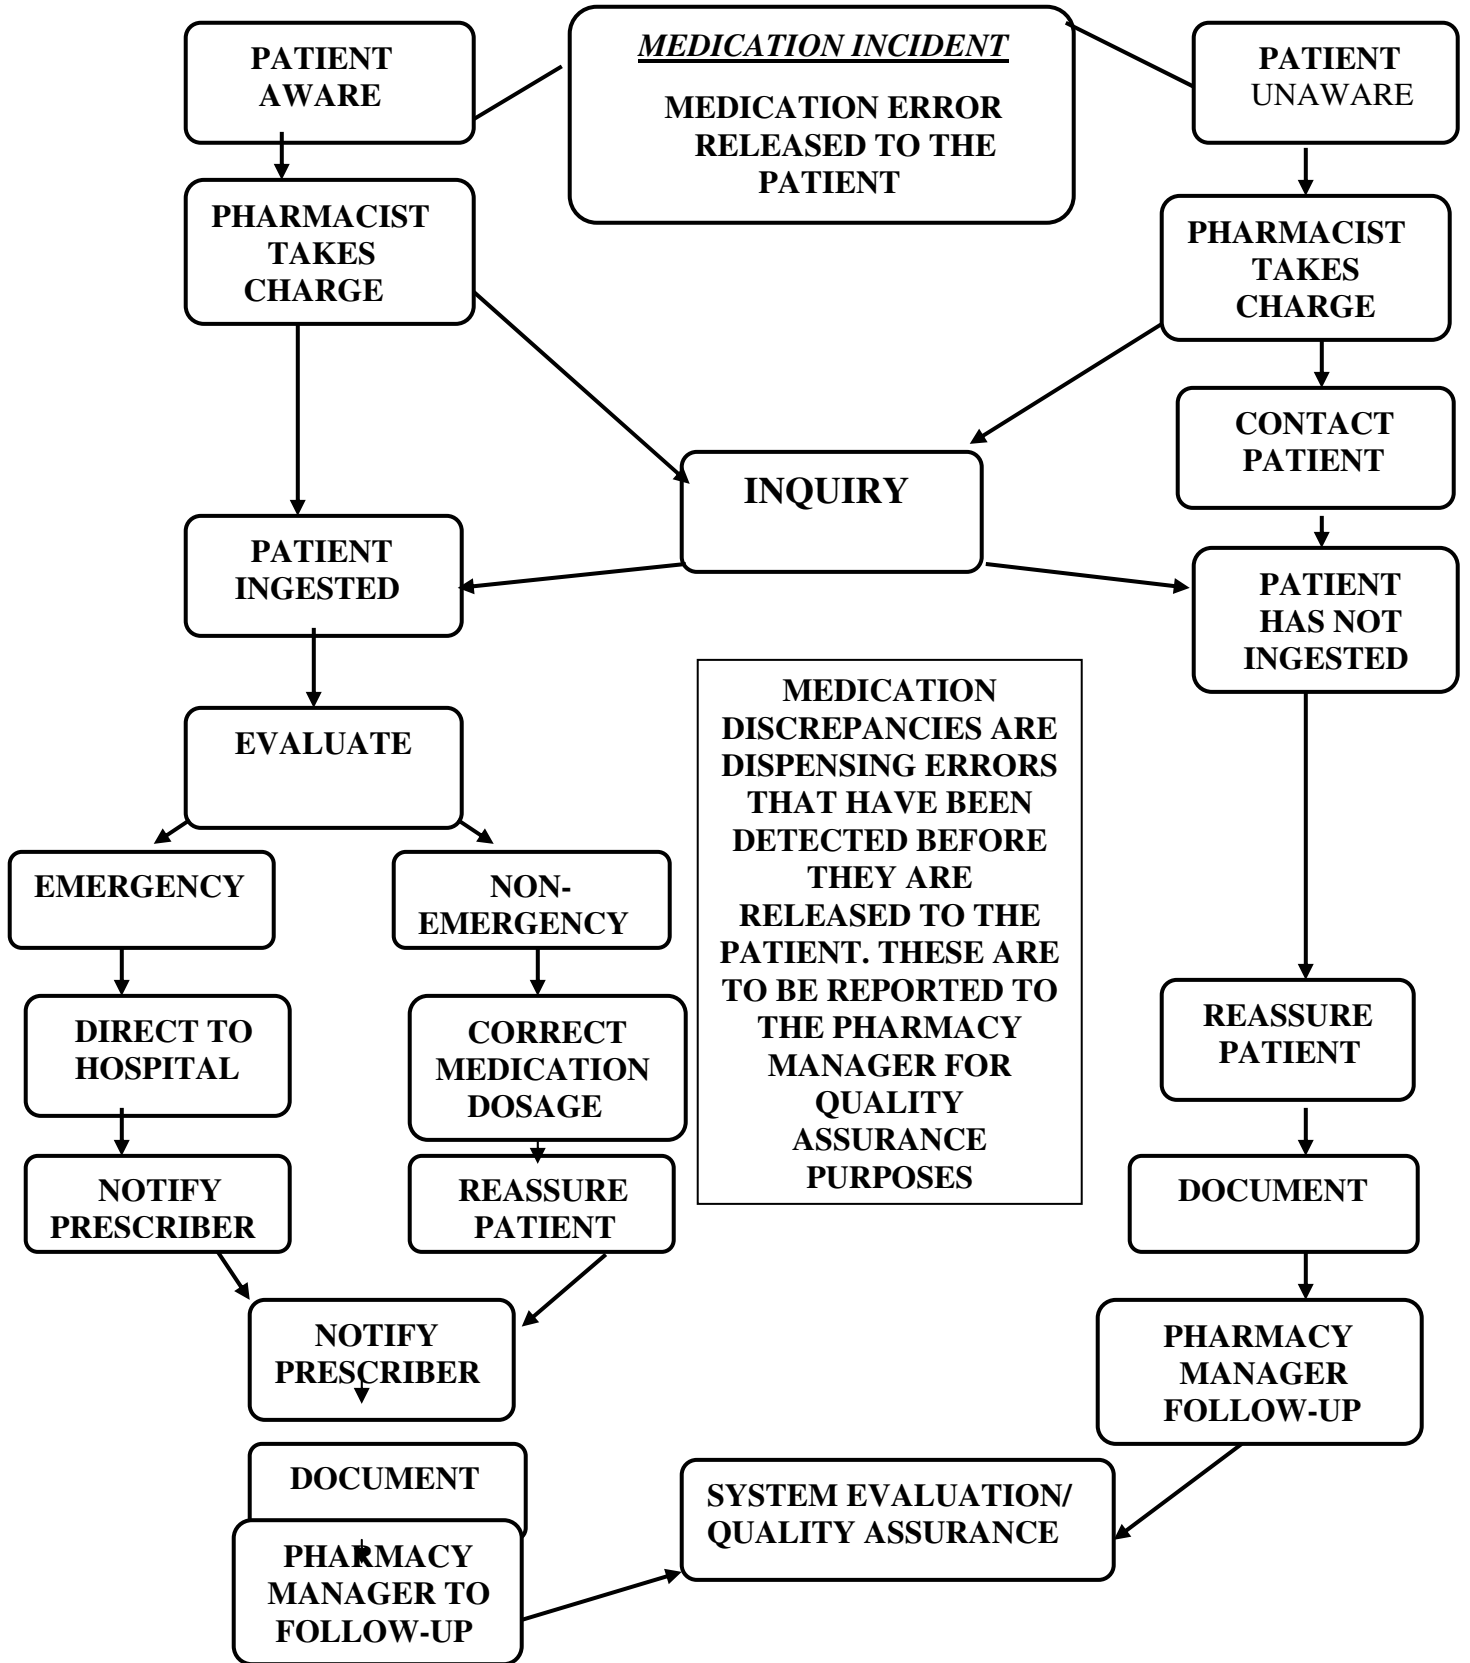 PATIENT
AWARE
MEDICATION INCIDENT
MEDICATION ERROR
RELEASED TO THE
PATIENT
PATIENT
UNAWARE
PHARMACIST
TAKES
CHARGE
PHARMACIST
TAKES
CHARGE
CONTACT
PATIENT
INQUIRY
PATIENT
INGESTED
PATIENT
HAS NOT
INGESTED
EVALUATE
MEDICATION
DISCREPANCIES ARE
DISPENSING ERRORS
THAT HAVE BEEN
DETECTED BEFORE
THEY ARE
RELEASED TO THE
PATIENT. THESE ARE
TO BE REPORTED TO
THE PHARMACY
MANAGER FOR
QUALITY
ASSURANCE
PURPOSES
EMERGENCY
NON-
EMERGENCY
DIRECT TO
HOSPITAL
CORRECT
MEDICATION
DOSAGE
REASSURE
PATIENT
NOTIFY
PRESCRIBER
REASSURE
PATIENT
DOCUMENT
NOTIFY
PRESCRIBER
PHARMACY
MANAGER
FOLLOW-UP
DOCUMENT
SYSTEM EVALUATION/
QUALITY ASSURANCE
PHARMACY
MANAGER TO
FOLLOW-UP